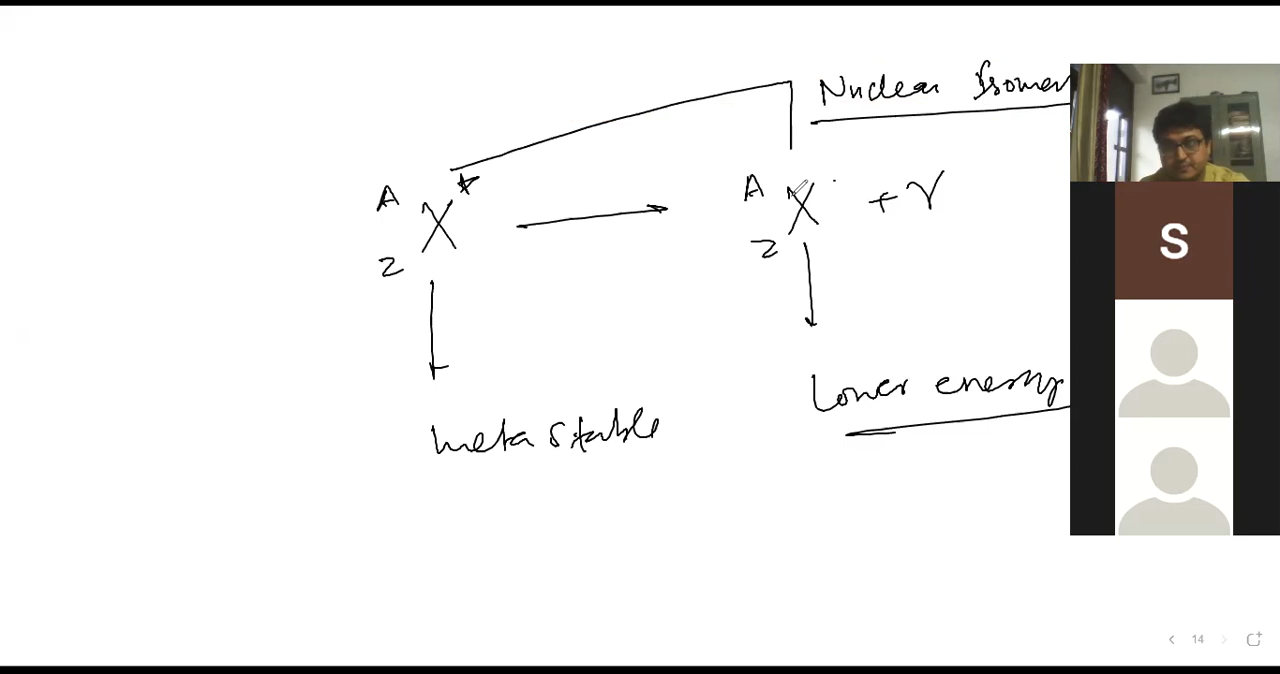 Nuclear Isomer
A X* → A X + γ
Z Z
metastable
Lower energy
S
< 14 >